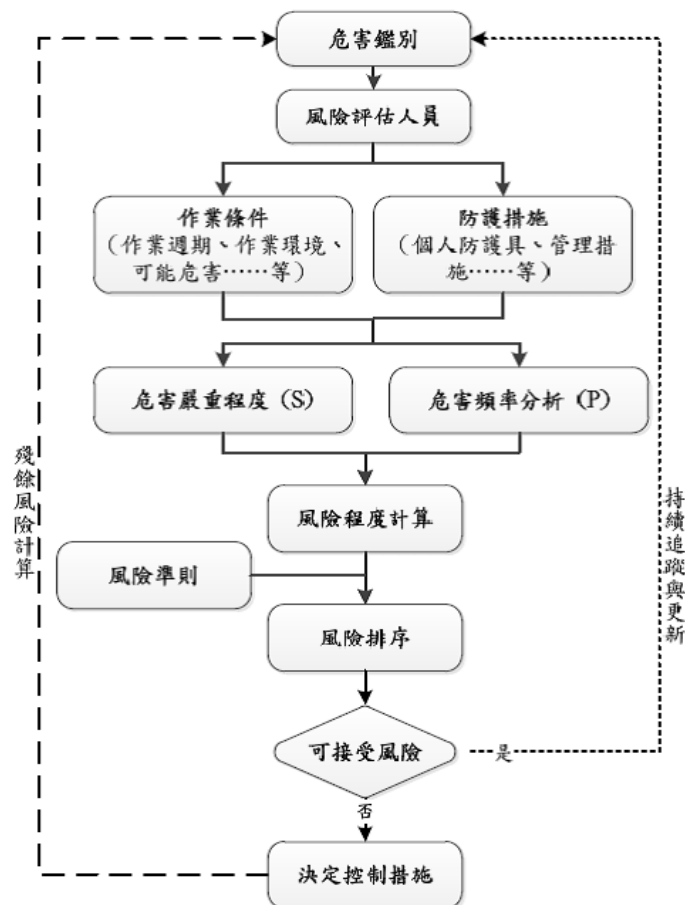 危害鑑別
風險評估人員
作業條件
（作業週期、作業環境、
可能危害……等）
防護措施
（個人防護具、管理措
施……等）
危害嚴重程度（S）
危害頻率分析（P）
風險程度計算
風險準則
風險排序
可接受風險
是
否
決定控制措施
殘餘風險計算
持續追蹤與更新